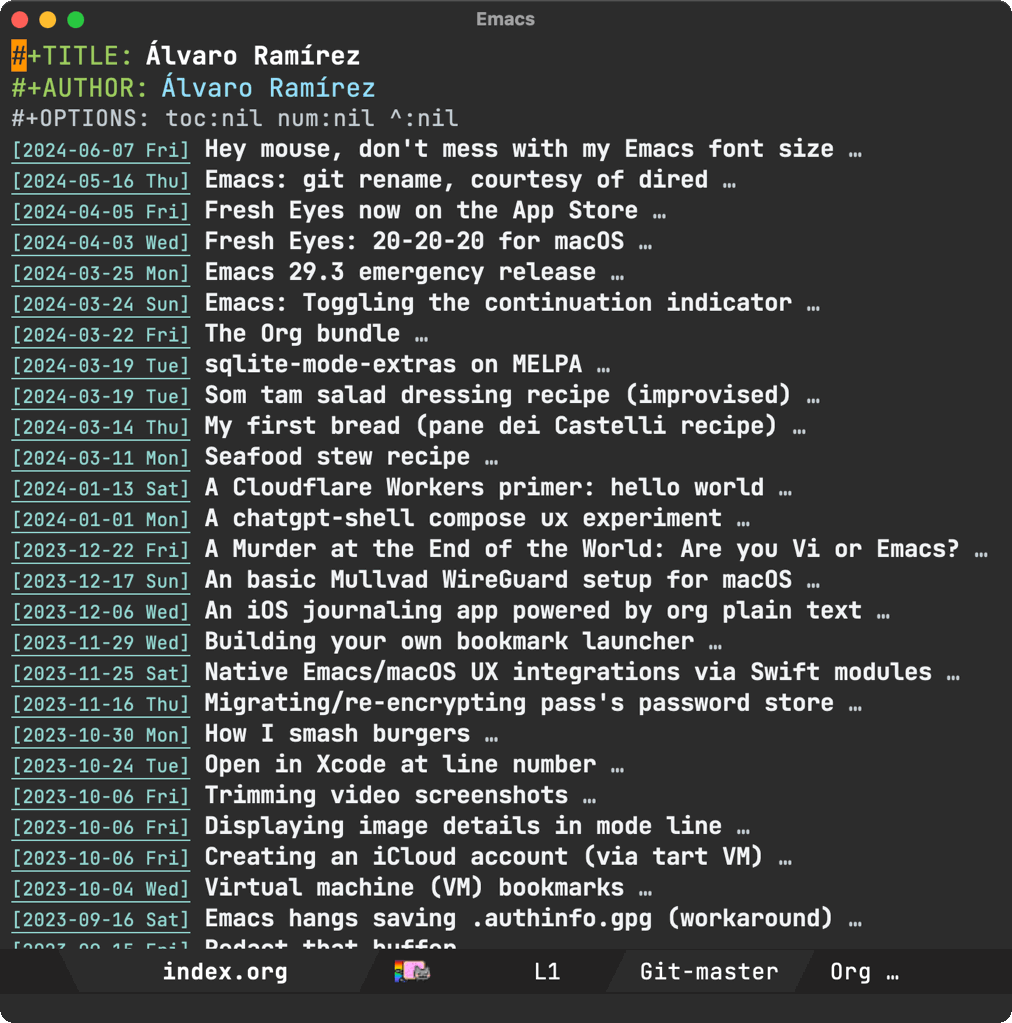 Emacs
#+TITLE: Álvaro Ramírez
#+AUTHOR: Álvaro Ramírez
#+OPTIONS: toc:nil num:nil ^:nil
[2024-06-07 Fri] Hey mouse, don't mess with my Emacs font size …
[2024-05-16 Thu] Emacs: git rename, courtesy of dired …
[2024-04-05 Fri] Fresh Eyes now on the App Store …
[2024-04-03 Wed] Fresh Eyes: 20-20-20 for macOS …
[2024-03-25 Mon] Emacs 29.3 emergency release …
[2024-03-24 Sun] Emacs: Toggling the continuation indicator …
[2024-03-22 Fri] The Org bundle …
[2024-03-19 Tue] sqlite-mode-extras on MELPA …
[2024-03-19 Tue] Som tam salad dressing recipe (improvised) …
[2024-03-14 Thu] My first bread (pane dei Castelli recipe) …
[2024-03-11 Mon] Seafood stew recipe …
[2024-01-13 Sat] A Cloudflare Workers primer: hello world …
[2024-01-01 Mon] A chatgpt-shell compose ux experiment …
[2023-12-22 Fri] A Murder at the End of the World: Are you Vi or Emacs? …
[2023-12-17 Sun] An basic Mullvad WireGuard setup for macOS …
[2023-12-06 Wed] An iOS journaling app powered by org plain text …
[2023-11-29 Wed] Building your own bookmark launcher …
[2023-11-25 Sat] Native Emacs/macOS UX integrations via Swift modules …
[2023-11-16 Thu] Migrating/re-encrypting pass's password store …
[2023-10-30 Mon] How I smash burgers …
[2023-10-24 Tue] Open in Xcode at line number …
[2023-10-06 Fri] Trimming video screenshots …
[2023-10-06 Fri] Displaying image details in mode line …
[2023-10-06 Fri] Creating an iCloud account (via tart VM) …
[2023-10-04 Wed] Virtual machine (VM) bookmarks …
[2023-09-16 Sat] Emacs hangs saving .authinfo.gpg (workaround) …
[2023-09-15 Fri] Redact that buffer
index.org L1 Git-master Org …